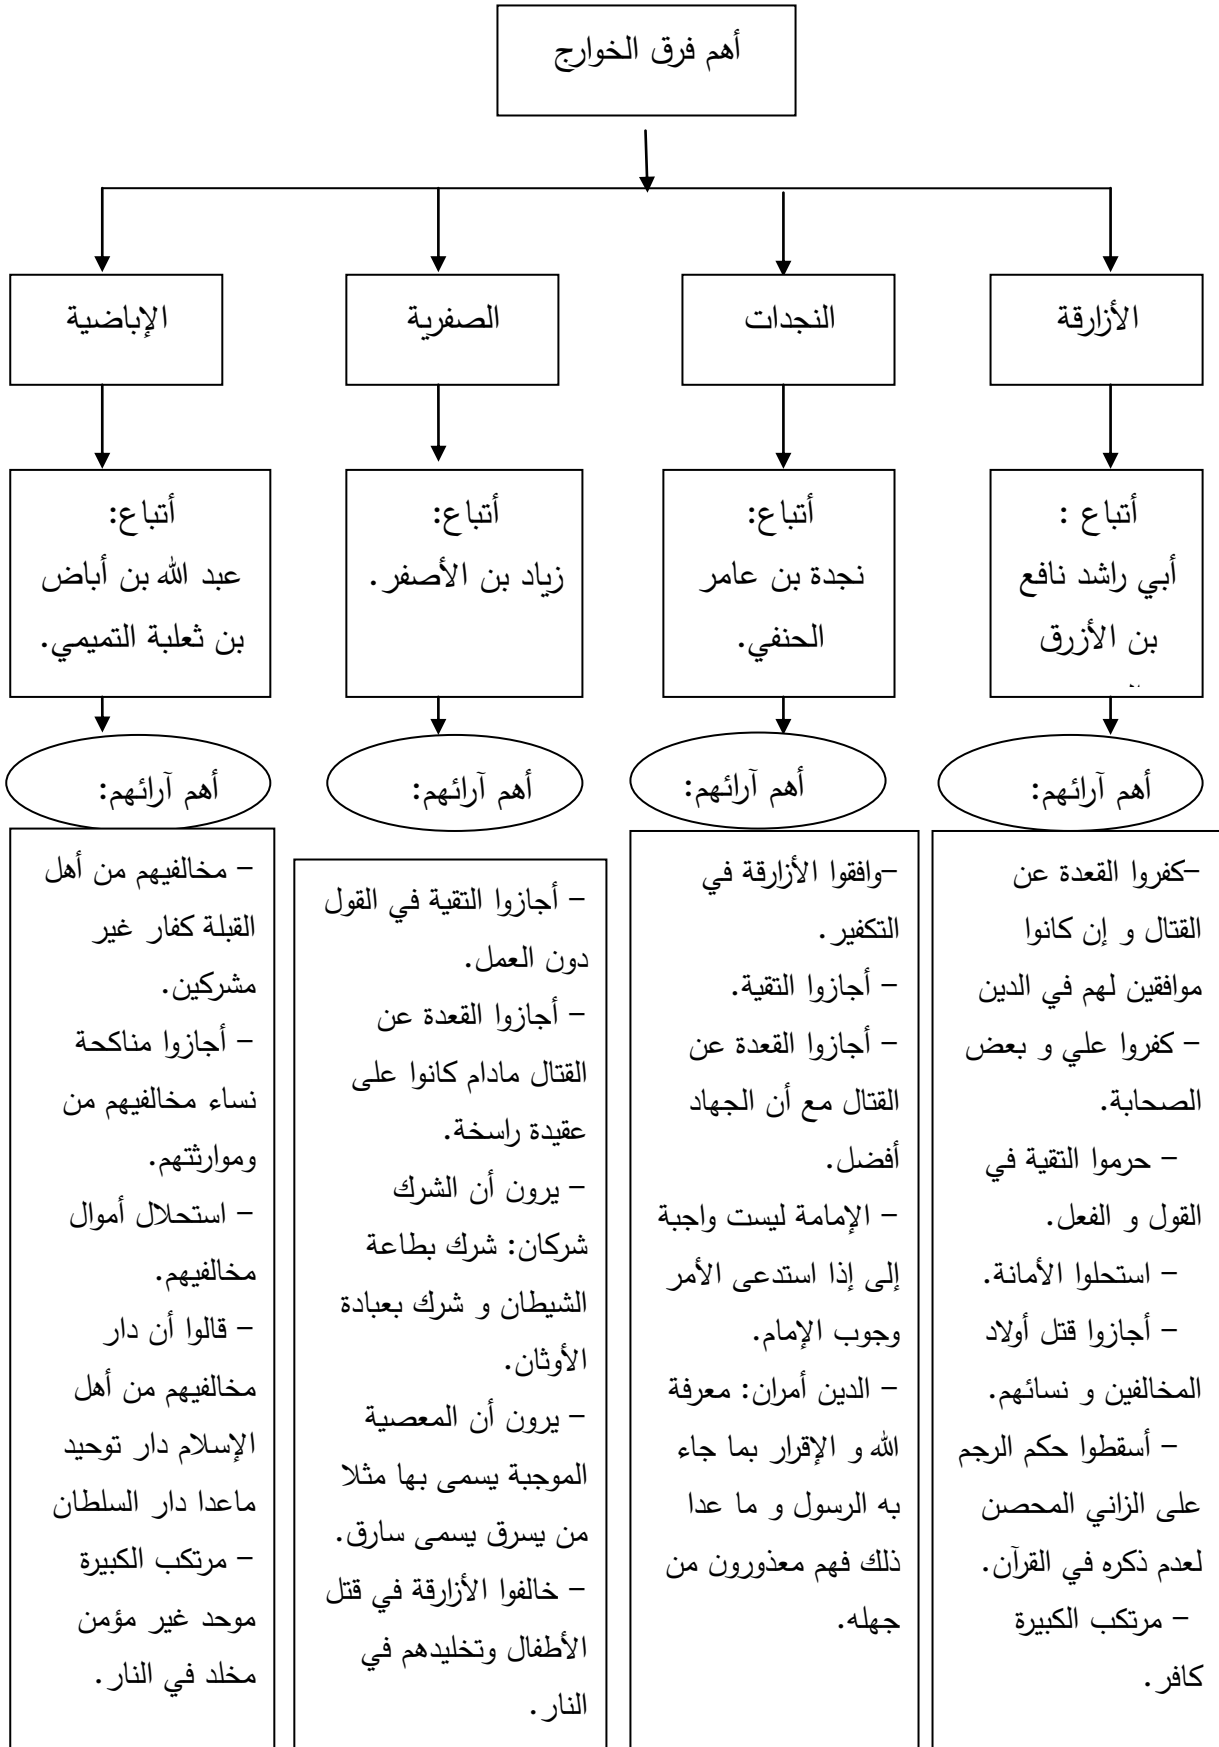 أهم فرق الخوارج
الأزارقة
النجدات
الصفرية
الإباضية
أتباع :
أبي راشد نافع
بن الأزرق
أتباع:
نجدة بن عامر
الحنفي.
أتباع:
زياد بن الأصفر.
أتباع:
عبد الله بن أباض
بن ثعلبة التميمي.
أهم آرائهم:
أهم آرائهم:
أهم آرائهم:
أهم آرائهم:
-كفروا القعدة عن
القتال و إن كانوا
موافقين لهم في الدين
- كفروا علي و بعض
الصحابة.
- حرموا التقية في
القول و الفعل.
- استحلوا الأمانة.
- أجازوا قتل أولاد
المخالفين و نسائهم.
- أسقطوا حكم الرجم
على الزاني المحصن
لعدم ذكره في القرآن.
- مرتكب الكبيرة
كافر.
-وافقوا الأزارقة في
التكفير.
- أجازوا التقية.
- أجازوا القعدة عن
القتال مع أن الجهاد
أفضل.
- الإمامة ليست واجبة
إلى إذا استدعى الأمر
وجوب الإمام.
- الدين أمران: معرفة
الله و الإقرار بما جاء
به الرسول و ما عدا
ذلك فهم معذورون من
جهله.
- أجازوا التقية في القول
دون العمل.
- أجازوا القعدة عن
القتال مادام كانوا على
عقيدة راسخة.
- يرون أن الشرك
شركان: شرك بطاعة
الشيطان و شرك بعبادة
الأوثان.
- يرون أن المعصية
الموجبة يسمى بها مثلا
من يسرق يسمى سارق.
- خالفوا الأزارقة في قتل
الأطفال وتخليدهم في
النار.
- مخالفيهم من أهل
القبلة كفار غير
مشركين.
- أجازوا مناكحة
نساء مخالفيهم من
وموارثتهم.
- استحلال أموال
مخالفيهم.
- قالوا أن دار
مخالفيهم من أهل
الإسلام دار توحيد
ماعدا دار السلطان
- مرتكب الكبيرة
موحد غير مؤمن
مخلد في النار.